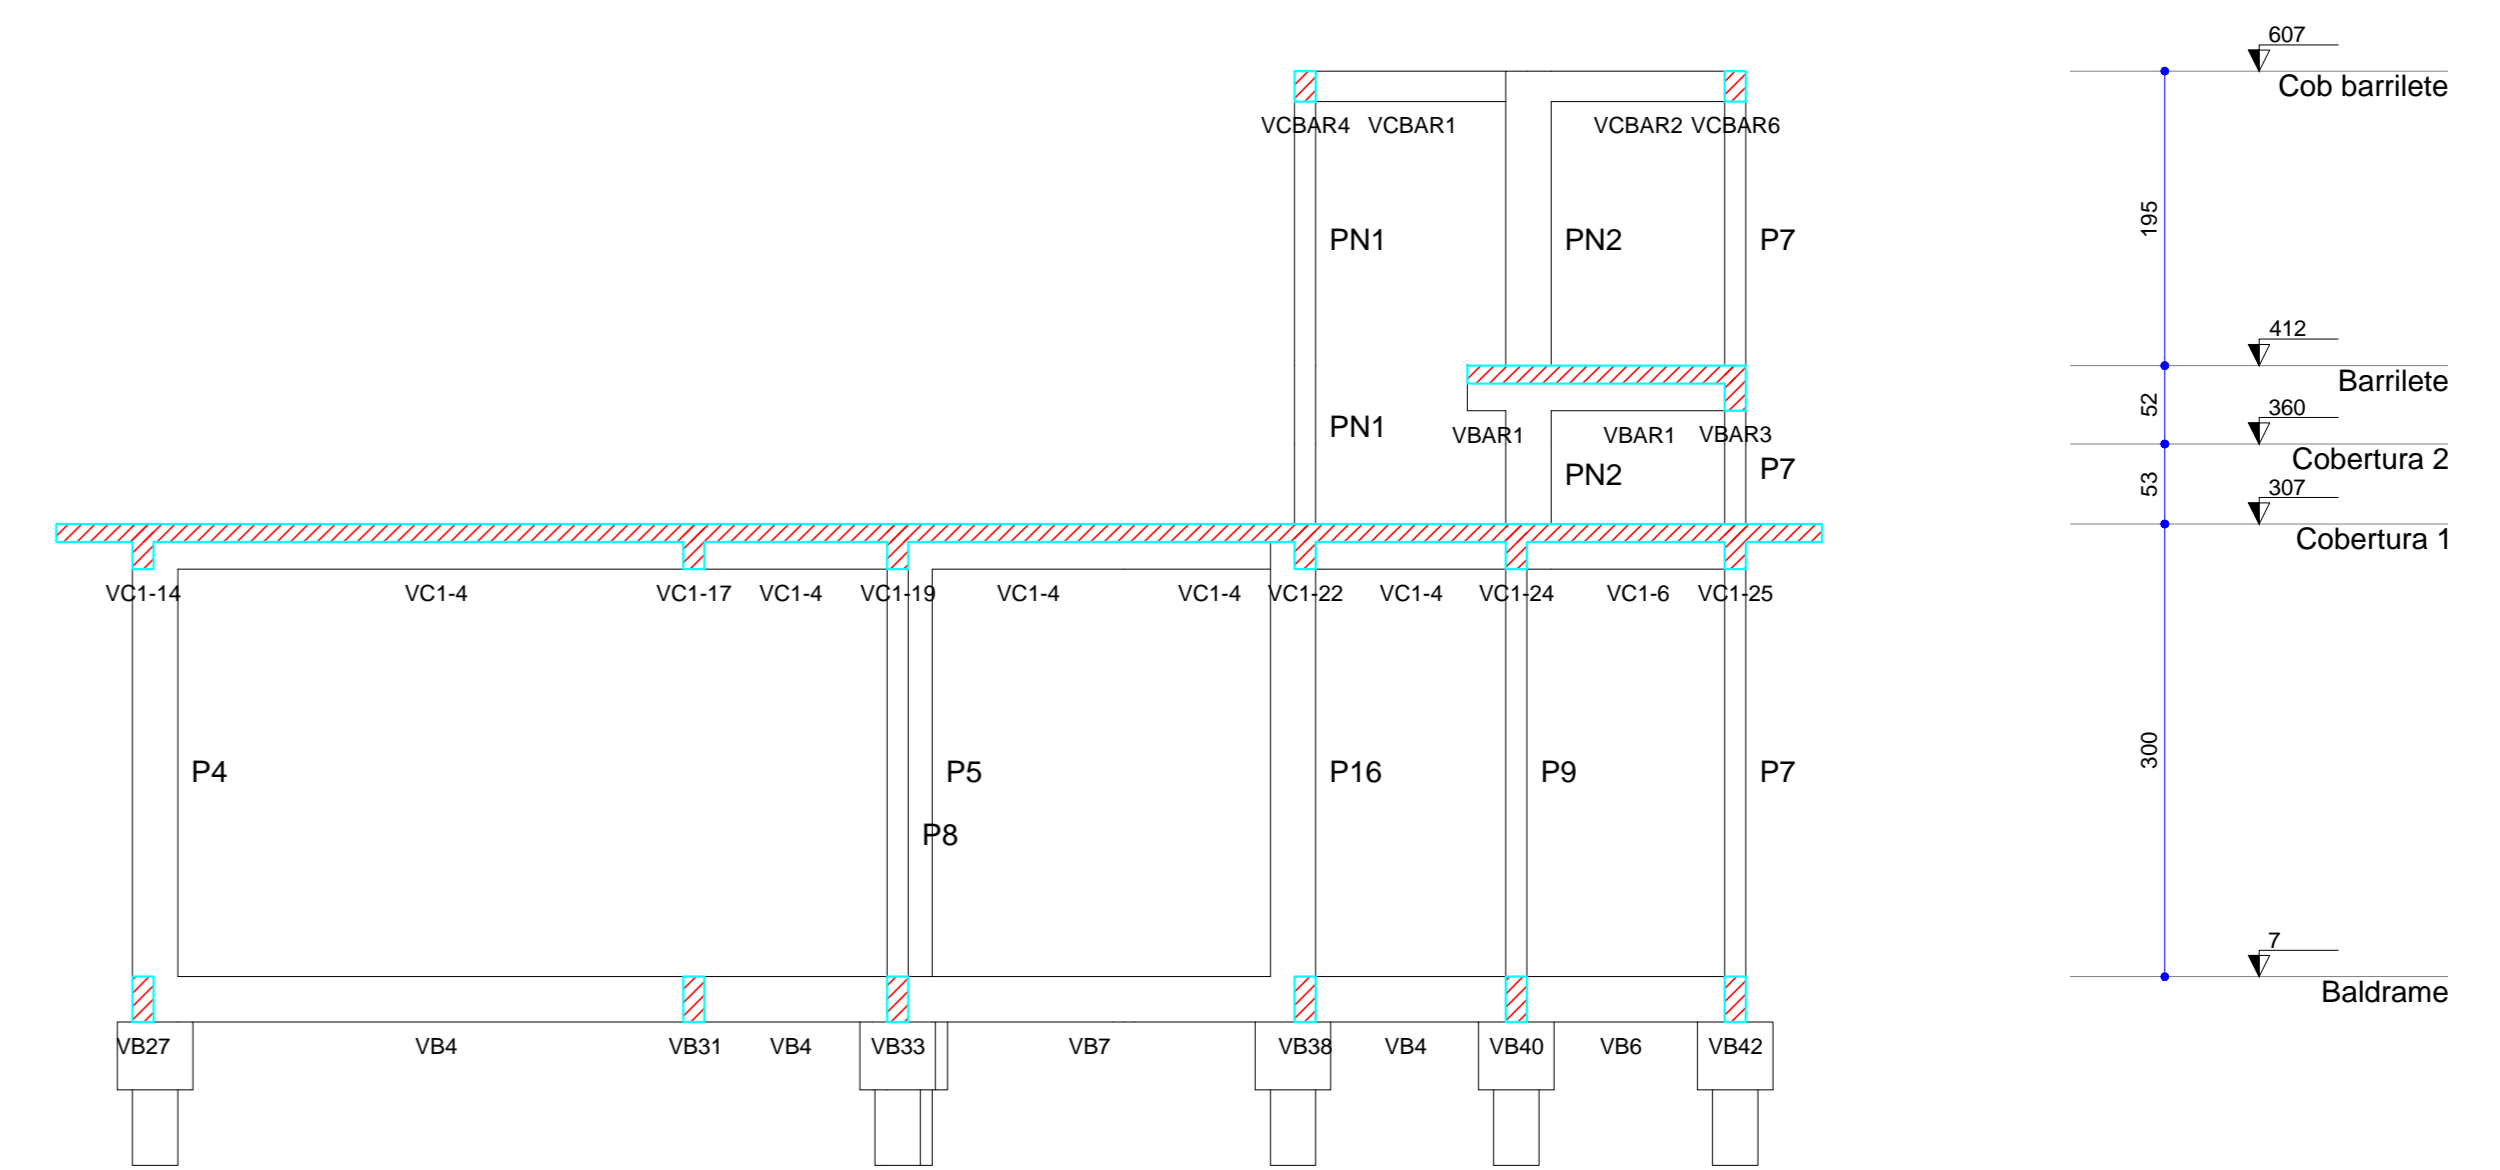 607
Cob barrilete
VCBAR4 VCBAR1 VCBAR2 VCBAR6
195
PN1 PN2 P7
412
Barrilete
52
360
PN1
VBAR1 VBAR1 VBAR3
Cobertura 2
PN2 P7
53
307
Cobertura 1
VC1-14 VC1-4 VC1-17 VC1-4 VC1-19 VC1-4 VC1-4 VC1-22 VC1-4 VC1-24 VC1-6 VC1-25
300
P4 P5 P16 P9 P7
P8
7
Baldrame
VB27 VB4 VB31 VB4 VB33 VB7 VB38 VB4 VB40 VB6 VB42